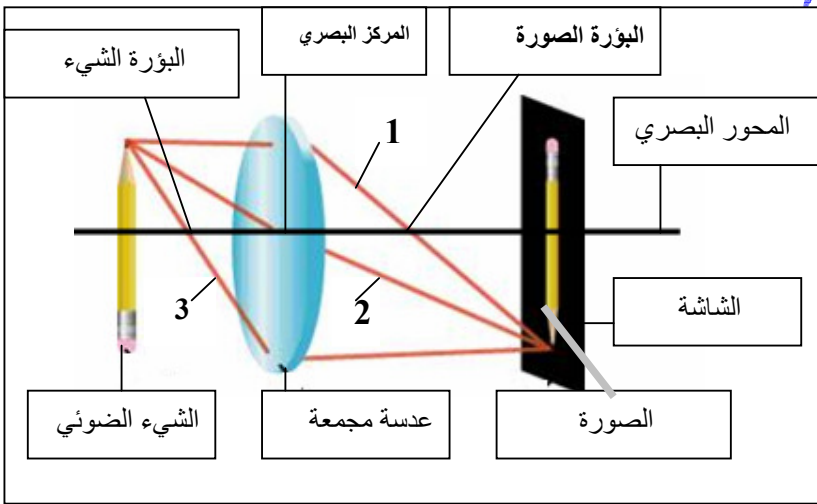 البؤرة الصورة
المركز البصري
البؤرة الشيء
المحور البصري
1
2
3
الشاشة
الصورة
عدسة مجمعة
الشيء الضوئي